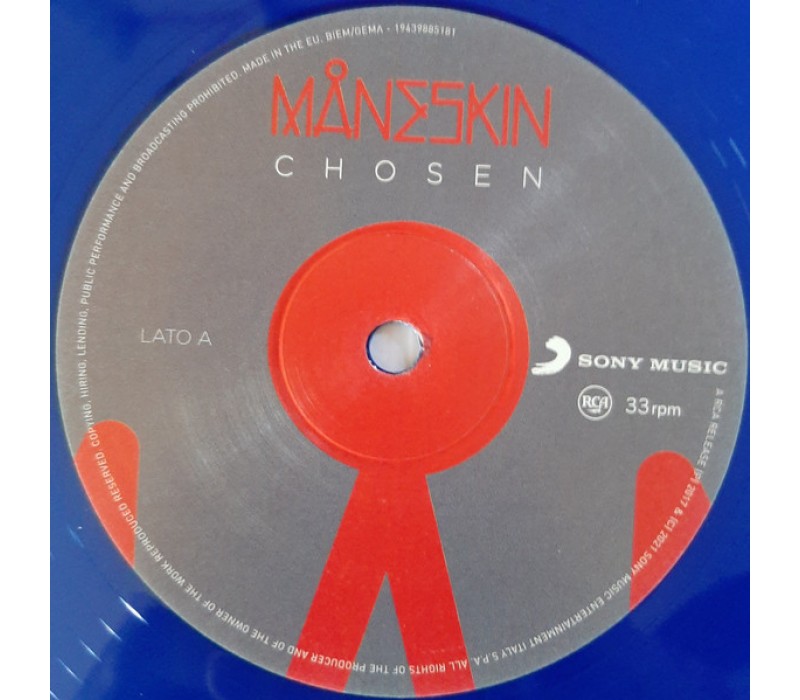 MÅNESKIN
CHOSEN
LATO A
SONY MUSIC
RCA 33rpm
A RCA RELEASE (P) 2017 & (C) 2021 SONY MUSIC ENTERTAINMENT ITALY S.P.A. ALL RIGHTS OF THE PRODUCER AND OF THE OWNER OF THE WORK REPRODUCED RESERVED. COPYING, HIRING, LENDING, PUBLIC PERFORMANCE AND BROADCASTING PROHIBITED. MADE IN THE EU. BIEM/GEMA - 19439885181